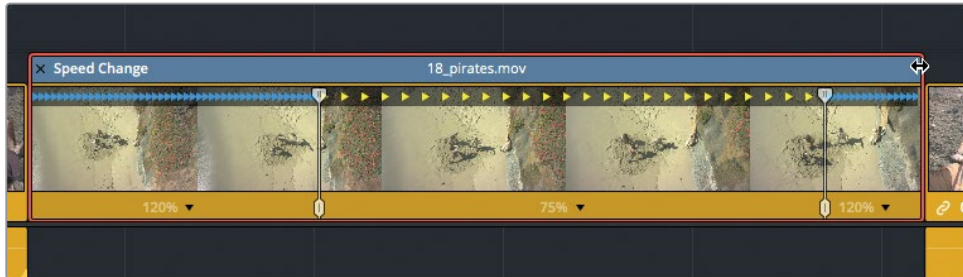 × Speed Change 18_pirates.mov
120% ▼ 75% ▼ 120% ▼